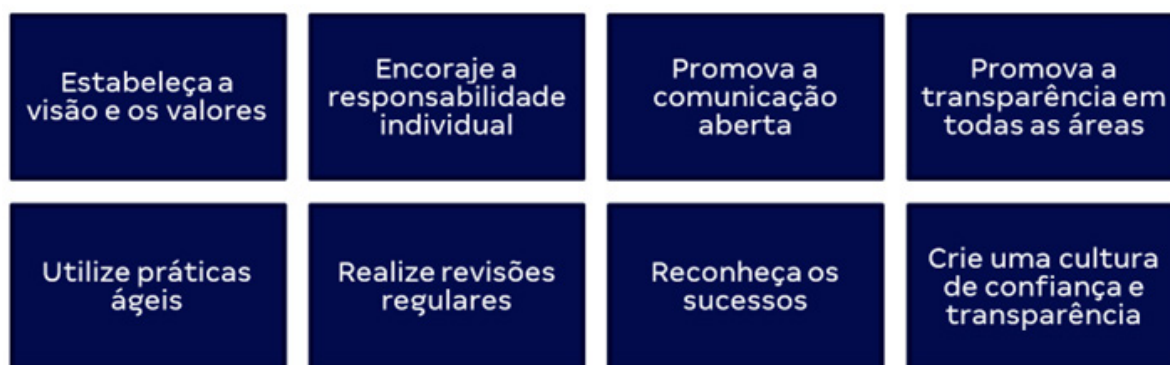 Estabeleça a
visão e os valores
Encoraje a
responsabilidade
individual
Promova a
comunicação
aberta
Promova a
transparência em
todas as áreas
Utilize práticas
ágeis
Realize revisões
regulares
Reconheça os
sucessos
Crie uma cultura
de confiança e
transparência